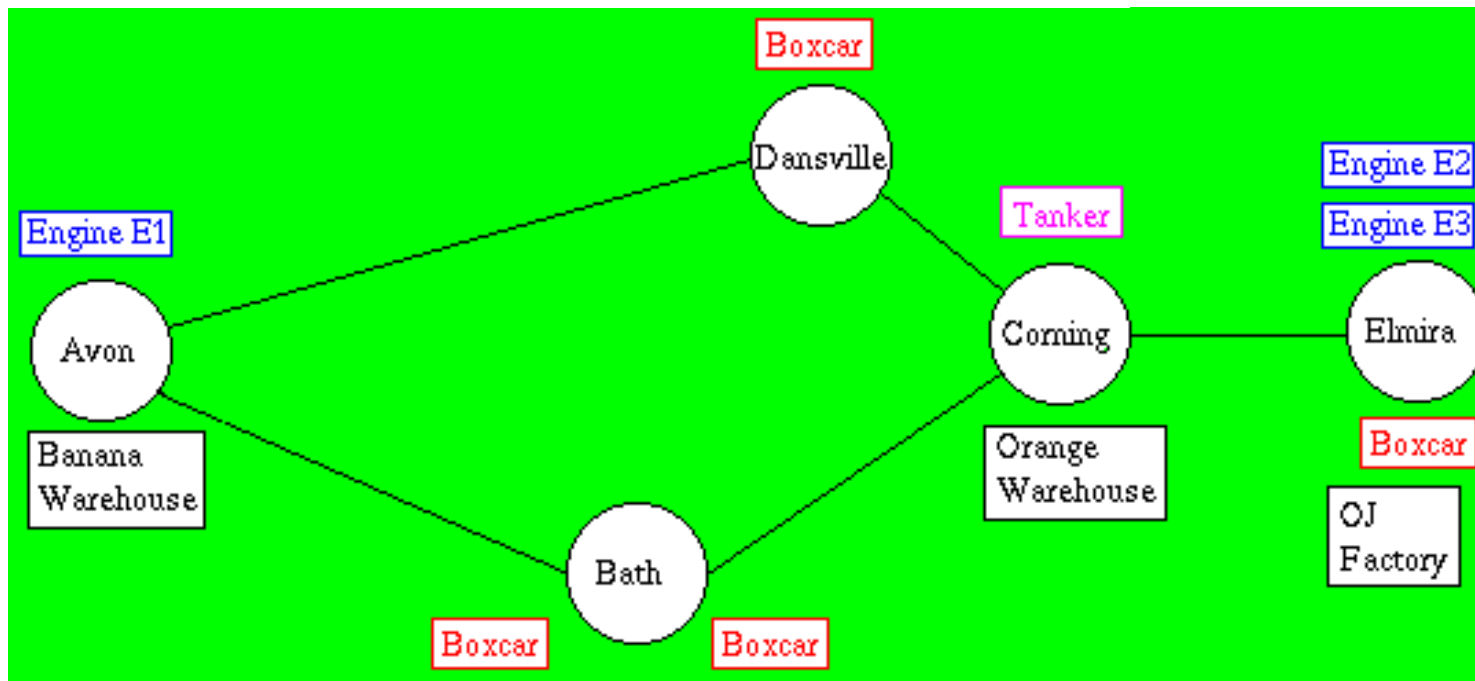 Boxcar
Dansville
Engine E2
Tanker
Engine E3
Engine E1
Avon
Corning
Elmira
Banana
Warehouse
Orange
Warehouse
Boxcar
OJ
Factory
Bath
Boxcar
Boxcar